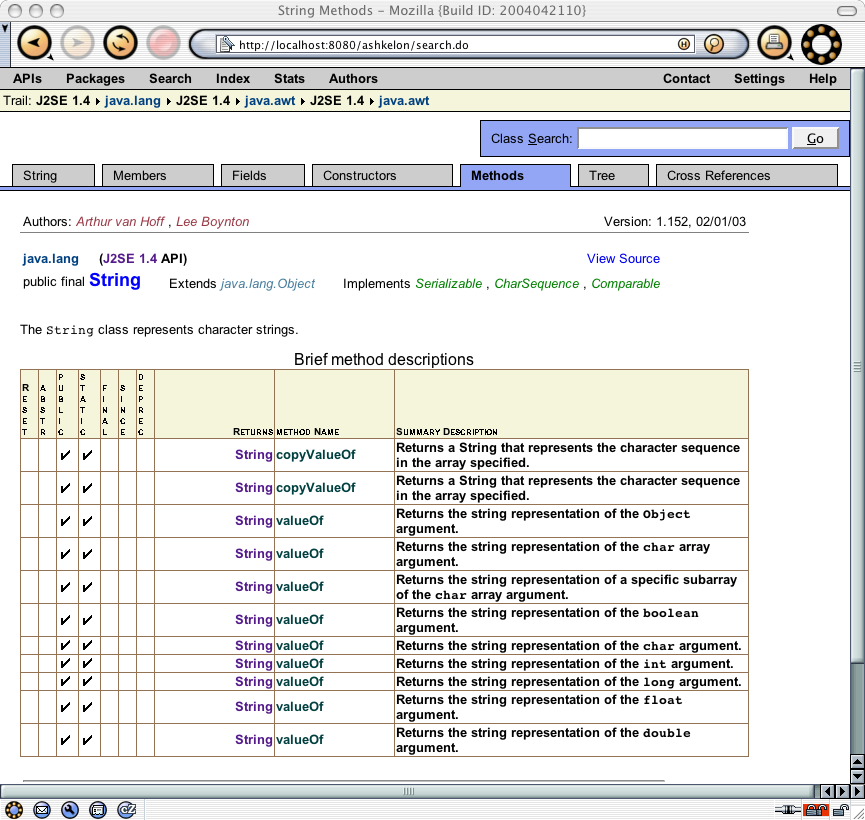 String Methods - Mozilla {Build ID: 2004042110}
http://localhost:8080/ashkelon/search.do
APIs Packages Search Index Stats Authors Contact Settings Help
Trail: J2SE 1.4 java.lang J2SE 1.4 java.awt J2SE 1.4 java.awt
Class Search: Go
String Members Fields Constructors Methods Tree Cross References
Authors: Arthur van Hoff , Lee Boynton Version: 1.152, 02/01/03
java.lang (J2SE 1.4 API) View Source
public final String Extends java.lang.Object Implements Serializable , CharSequence , Comparable
The String class represents character strings.
Brief method descriptions
RESET ABSTR PUBLIC STATIC FINAL SINCE DEPREC RETURNS METHOD NAME SUMMARY DESCRIPTION
String copyValueOf Returns a String that represents the character sequence
in the array specified.
String copyValueOf Returns a String that represents the character sequence
in the array specified.
String valueOf Returns the string representation of the Object
argument.
String valueOf Returns the string representation of the char array
argument.
String valueOf Returns the string representation of a specific subarray
of the char array argument.
String valueOf Returns the string representation of the boolean
argument.
String valueOf Returns the string representation of the char argument.
String valueOf Returns the string representation of the int argument.
String valueOf Returns the string representation of the long argument.
String valueOf Returns the string representation of the float
argument.
String valueOf Returns the string representation of the double
argument.